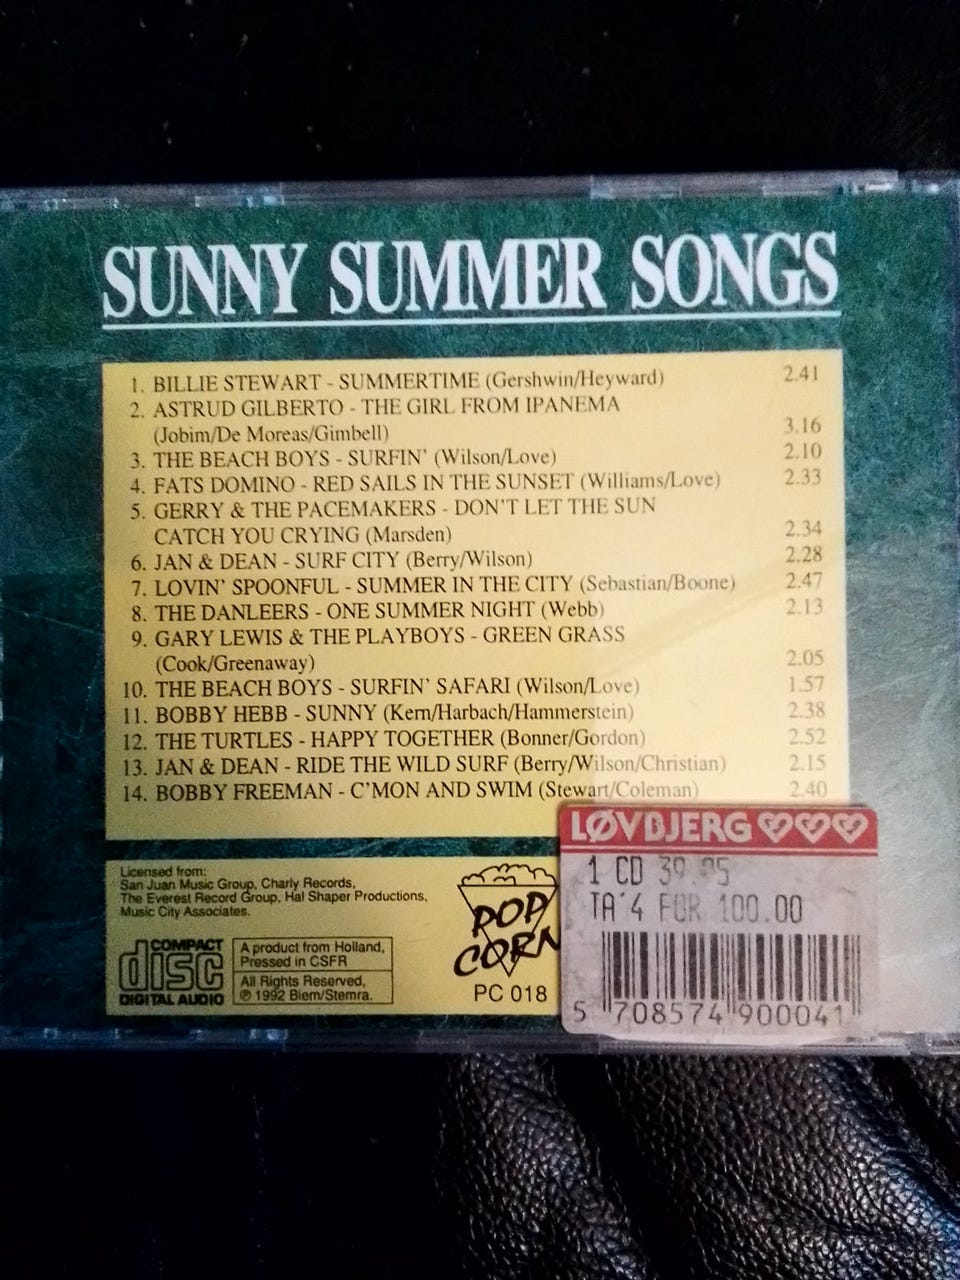 SUNNY SUMMER SONGS
1. BILLIE STEWART - SUMMERTIME (Gershwin/Heyward) 2.41
2. ASTRUD GILBERTO - THE GIRL FROM IPANEMA
(Jobim/De Moreas/Gimbell) 3.16
3. THE BEACH BOYS - SURFIN' (Wilson/Love) 2.10
4. FATS DOMINO - RED SAILS IN THE SUNSET (Williams/Love) 2.33
5. GERRY & THE PACEMAKERS - DON'T LET THE SUN
CATCH YOU CRYING (Marsden) 2.34
6. JAN & DEAN - SURF CITY (Berry/Wilson) 2.28
7. LOVIN' SPOONFUL - SUMMER IN THE CITY (Sebastian/Boone) 2.47
8. THE DANLEERS - ONE SUMMER NIGHT (Webb) 2.13
9. GARY LEWIS & THE PLAYBOYS - GREEN GRASS
(Cook/Greenaway) 2.05
10. THE BEACH BOYS - SURFIN' SAFARI (Wilson/Love) 1.57
11. BOBBY HEBB - SUNNY (Kern/Harbach/Hammerstein) 2.38
12. THE TURTLES - HAPPY TOGETHER (Bonner/Gordon) 2.52
13. JAN & DEAN - RIDE THE WILD SURF (Berry/Wilson/Christian) 2.15
14. BOBBY FREEMAN - C'MON AND SWIM (Stewart/Coleman) 2.40
Licensed from:
San Juan Music Group, Charly Records,
The Everest Record Group, Hal Shaper Productions,
Music City Associates.
COMPACT
disc
DIGITAL AUDIO
A product from Holland,
Pressed in CSFR
All Rights Reserved,
℗ 1992 Biem/Stemra.
POP
CORN
PC 018
LØVBJERG
1 CD 39.95
TA'4 FOR 100.00
5 708574 900041